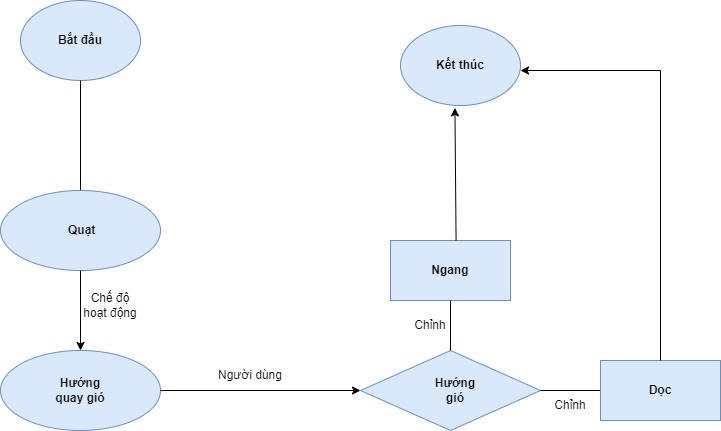 Bắt đầu
Kết thúc
Quạt
Ngang
Chế độ
hoạt động
Chỉnh
Hướng
quay gió
Người dùng
Hướng
gió
Chỉnh
Dọc